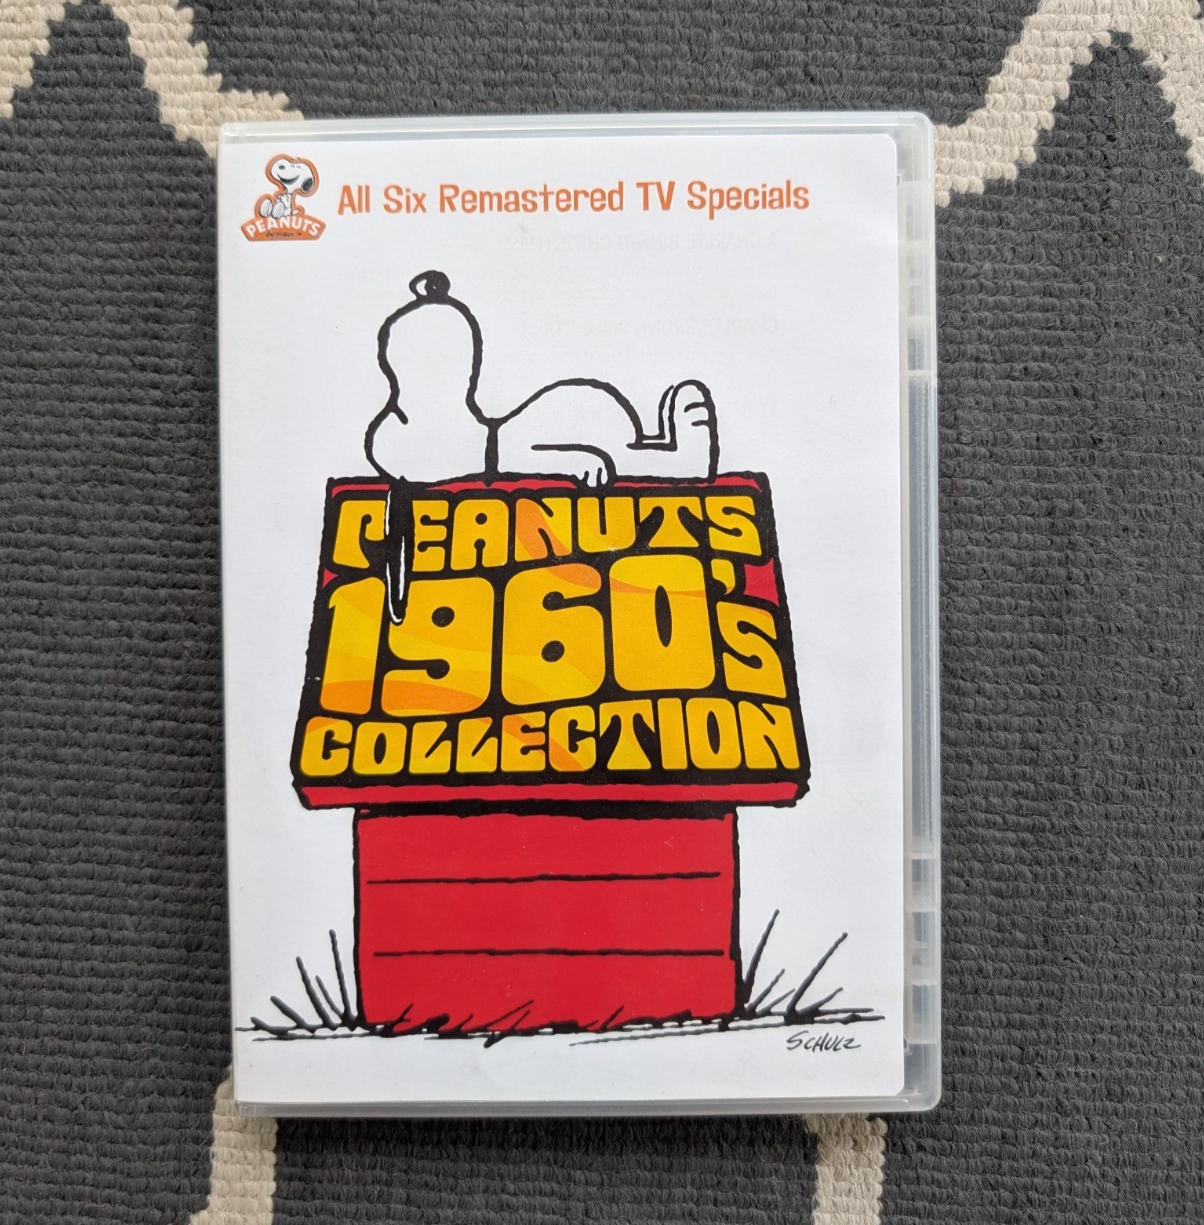 All Six Remastered TV Specials
PEANUTS
PEANUTS
1960's
COLLECTION
SCHULZ